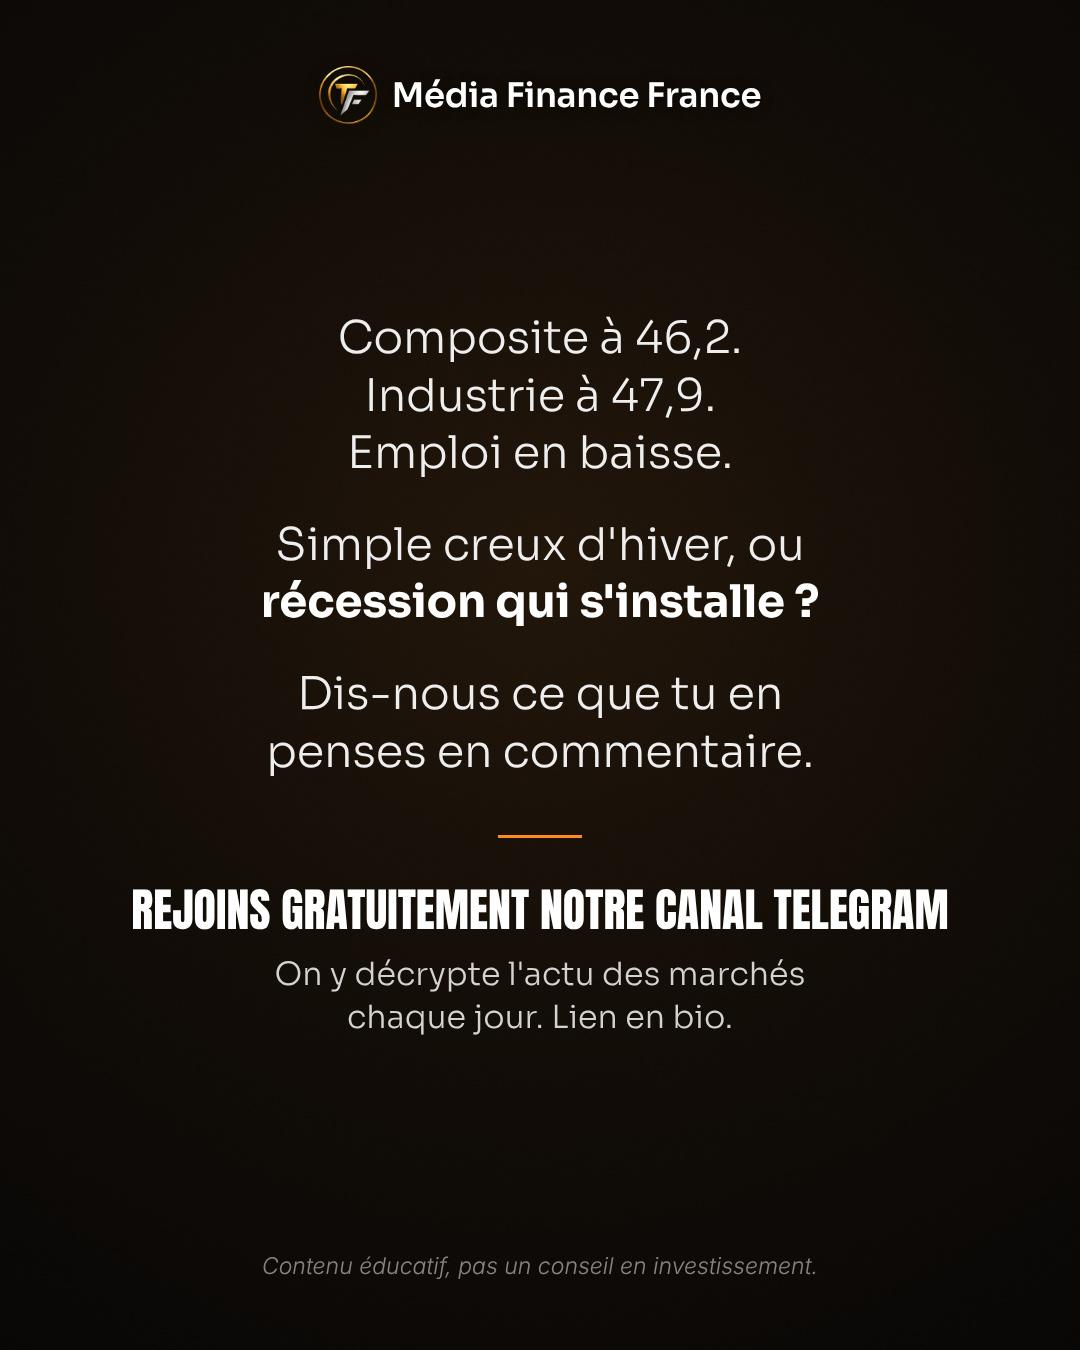 TF Média Finance France
Composite à 46,2.
Industrie à 47,9.
Emploi en baisse.
Simple creux d'hiver, ou
récession qui s'installe ?
Dis-nous ce que tu en
penses en commentaire.
REJOINS GRATUITEMENT NOTRE CANAL TELEGRAM
On y décrypte l'actu des marchés
chaque jour. Lien en bio.
Contenu éducatif, pas un conseil en investissement.